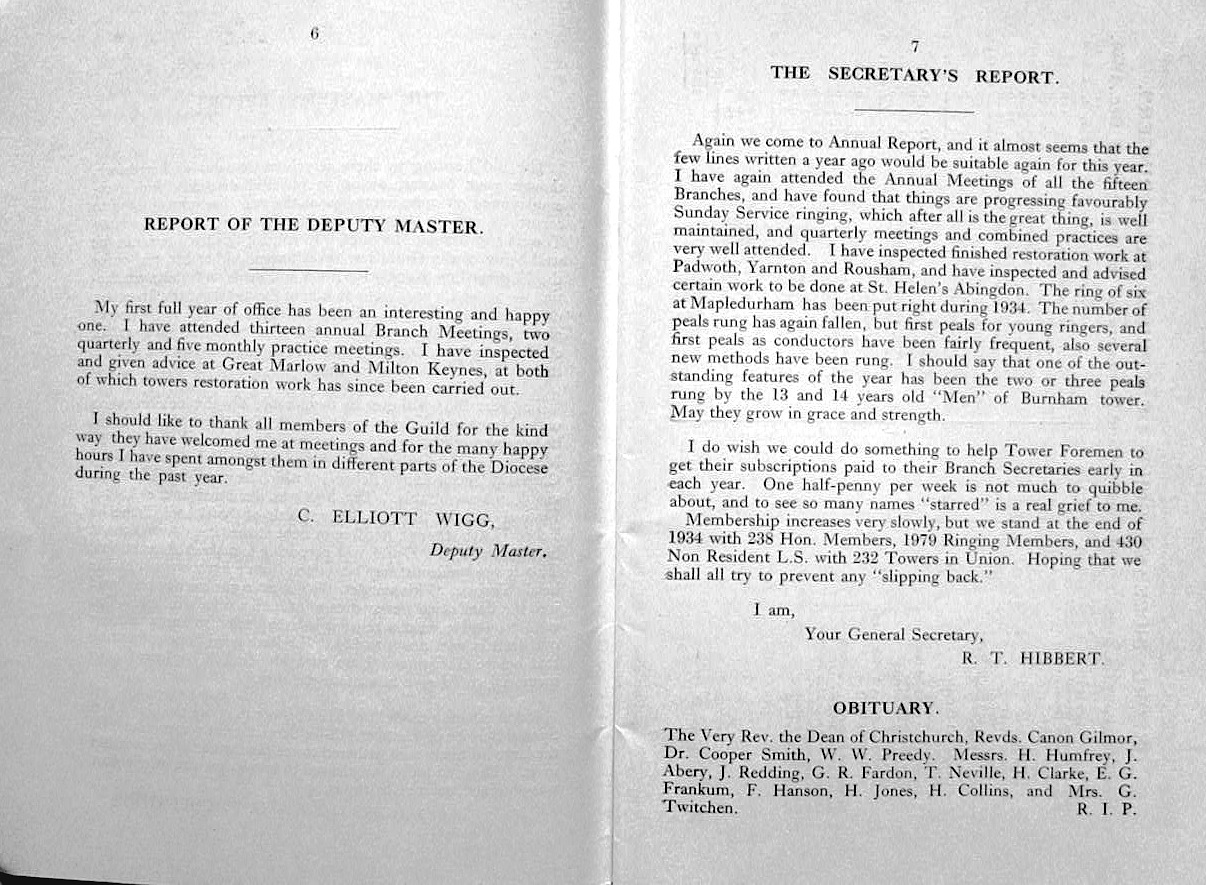 6
REPORT OF THE DEPUTY MASTER.
My first full year of office has been an interesting and happy
one. I have attended thirteen annual Branch Meetings, two
quarterly and five monthly practice meetings. I have inspected
and given advice at Great Marlow and Milton Keynes, at both
of which towers restoration work has since been carried out.
I should like to thank all members of the Guild for the kind
way they have welcomed me at meetings and for the many happy
hours I have spent amongst them in different parts of the Diocese
during the past year.
C. ELLIOTT WIGG,
Deputy Master.
7
THE SECRETARY'S REPORT.
Again we come to Annual Report, and it almost seems that the
few lines written a year ago would be suitable again for this year.
I have again attended the Annual Meetings of all the fifteen
Branches, and have found that things are progressing favourably
Sunday Service ringing, which after all is the great thing, is well
maintained, and quarterly meetings and combined practices are
very well attended. I have inspected finished restoration work at
Padwoth, Yarnton and Rousham, and have inspected and advised
certain work to be done at St. Helen's Abingdon. The ring of six
at Mapledurham has been put right during 1934. The number of
peals rung has again fallen, but first peals for young ringers, and
first peals as conductors have been fairly frequent, also several
new methods have been rung. I should say that one of the out-
standing features of the year has been the two or three peals
rung by the 13 and 14 years old "Men" of Burnham tower.
May they grow in grace and strength.
I do wish we could do something to help Tower Foremen to
get their subscriptions paid to their Branch Secretaries early in
each year. One half-penny per week is not much to quibble
about, and to see so many names "starred" is a real grief to me.
Membership increases very slowly, but we stand at the end of
1934 with 238 Hon. Members, 1979 Ringing Members, and 430
Non Resident L.S. with 232 Towers in Union. Hoping that we
shall all try to prevent any "slipping back."
I am,
Your General Secretary,
R. T. HIBBERT.
OBITUARY.
The Very Rev. the Dean of Christchurch, Revds. Canon Gilmor,
Dr. Cooper Smith, W. W. Preedy. Messrs. H. Humfrey, J.
Abery, J. Redding, G. R. Fardon, T. Neville, H. Clarke, E. G.
Frankum, F. Hanson, H. Jones, H. Collins, and Mrs. G.
Twitchen. R. I. P.